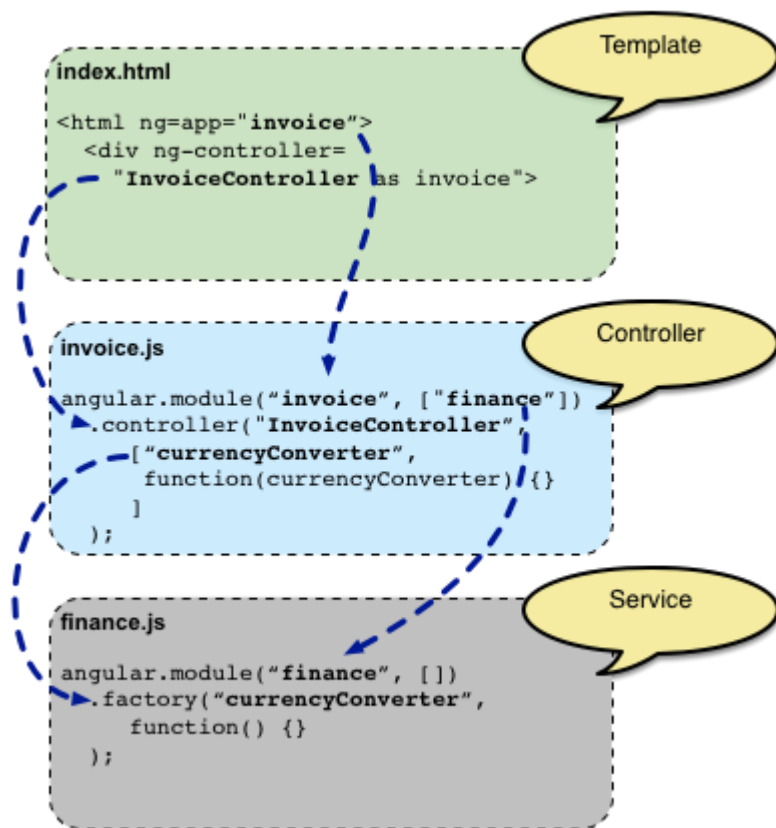 Template
index.html
<html ng=app="invoice“>
<div ng-controller=
"InvoiceController as invoice">
Controller
invoice.js
angular.module(“invoice”, ["finance“])
.controller("InvoiceController“,
[“currencyConverter”,
function(currencyConverter) {}
]
);
Service
finance.js
angular.module(“finance”, [])
.factory(“currencyConverter”,
function() {}
);